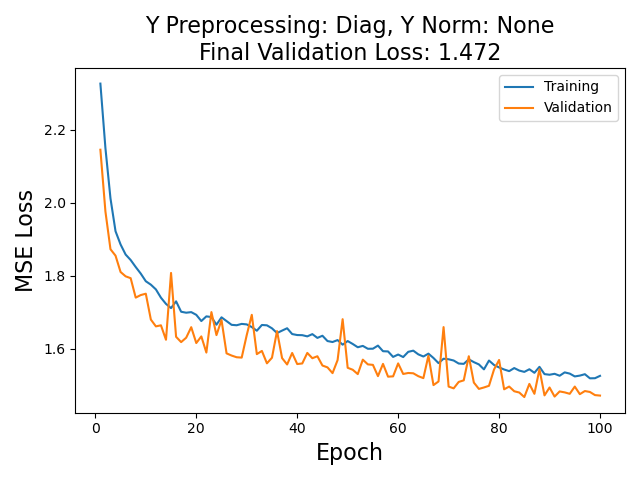 Y Preprocessing: Diag, Y Norm: None
Final Validation Loss: 1.472
Training
Validation
MSE Loss
2.2
2.0
1.8
1.6
0
20
40
60
80
100
Epoch